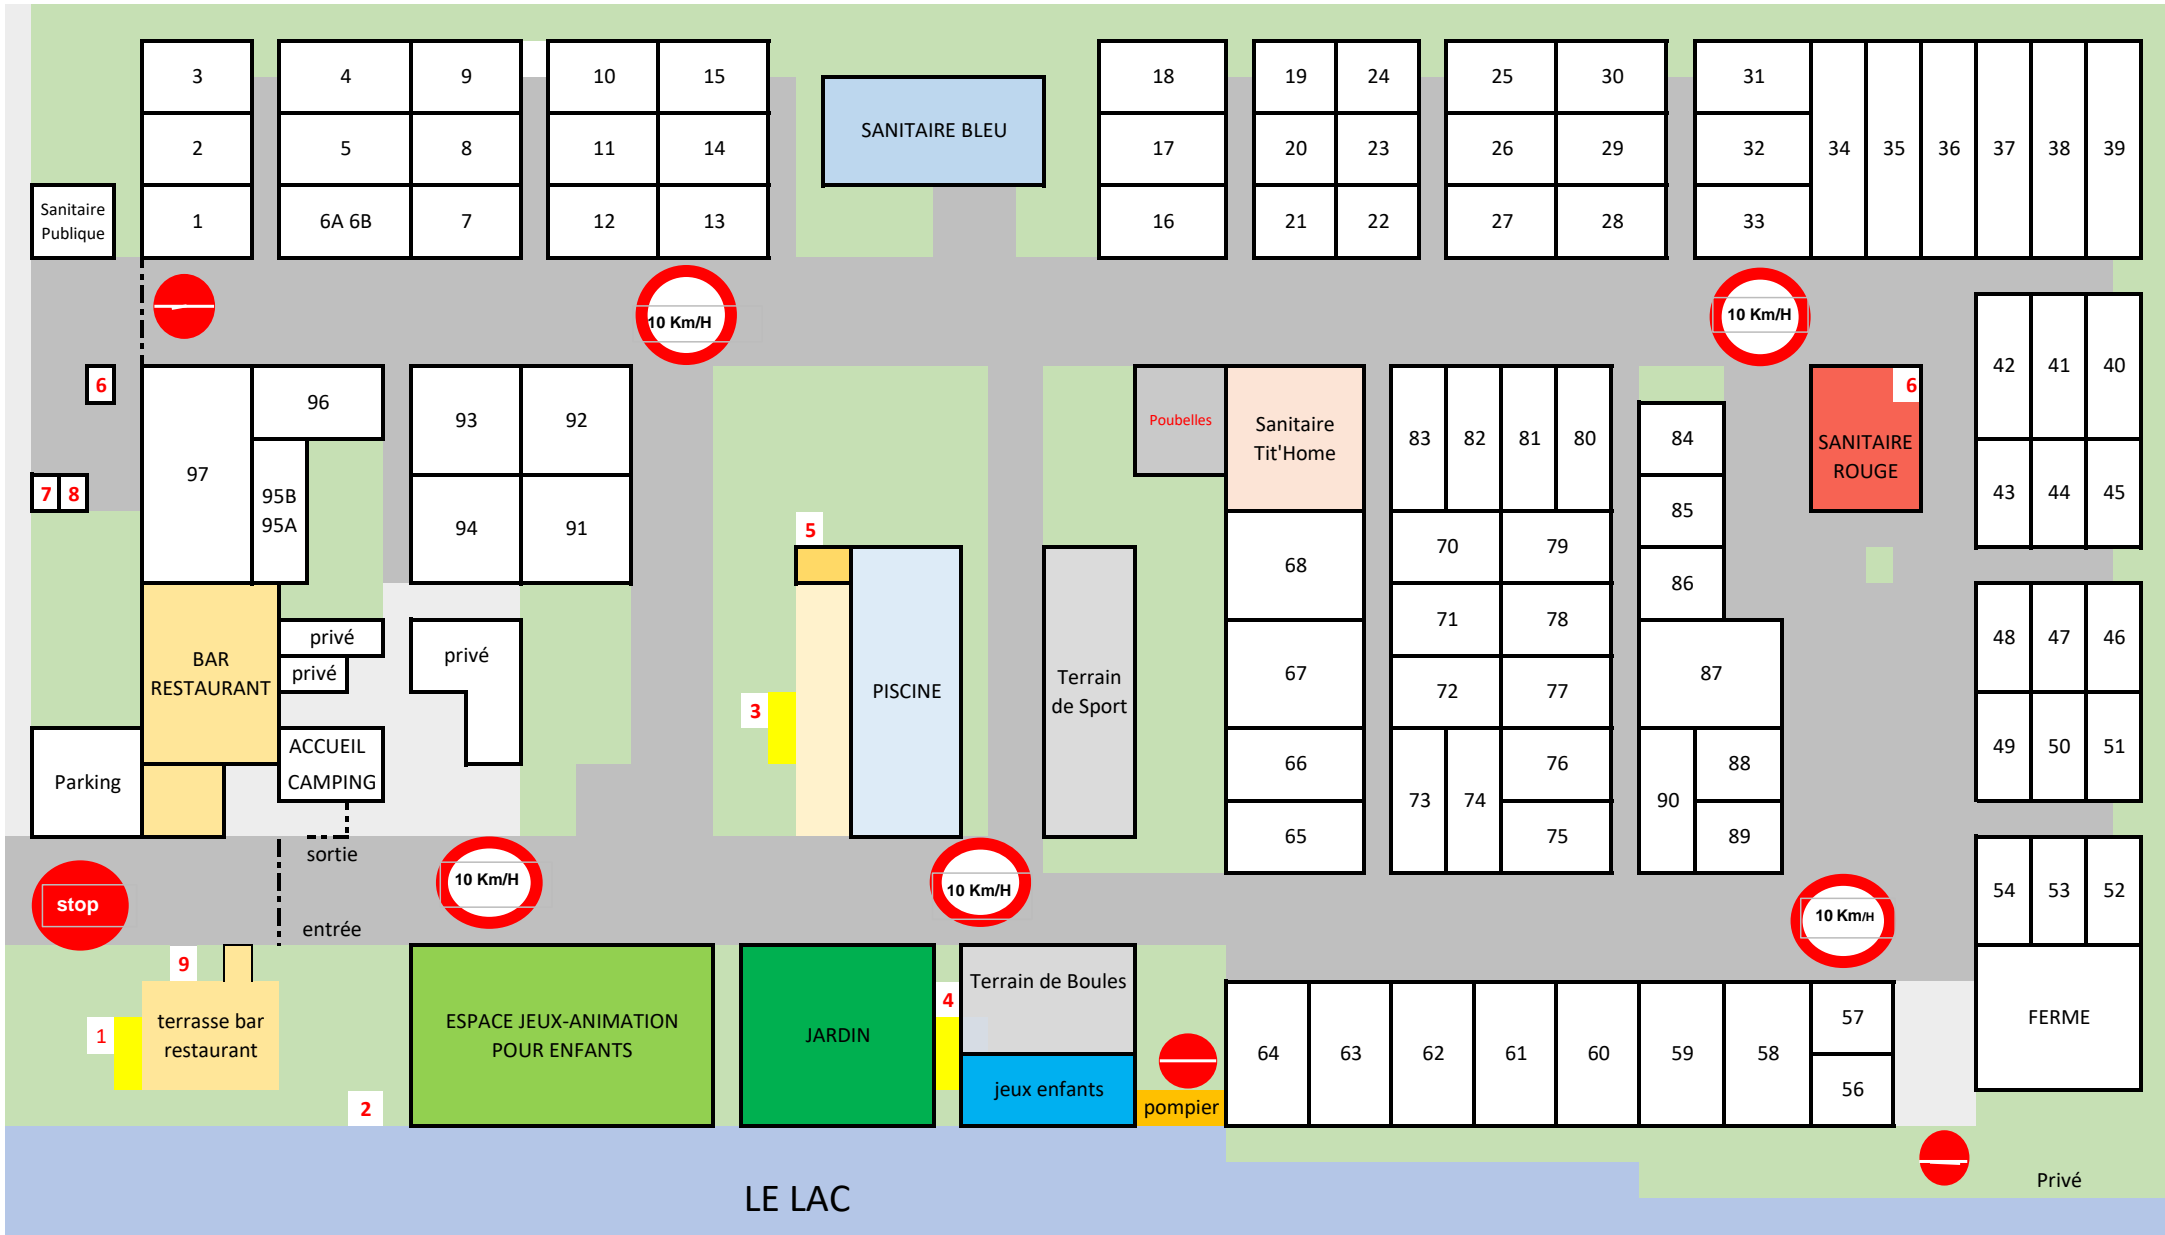 3
4
9
10
15
18
19
24
25
30
31
2
5
8
11
14
SANITAIRE BLEU
17
20
23
26
29
32
34
35
36
37
38
39
Sanitaire
Publique
1
6A 6B
7
12
13
16
21
22
27
28
33
10 Km/H
10 Km/H
6
97
96
93
92
Poubelles
Sanitaire
Tit'Home
83
82
81
80
84
6
SANITAIRE
ROUGE
42
41
40
7
8
95B
95A
94
91
5
85
43
44
45
68
70
79
86
BAR
RESTAURANT
privé
privé
privé
3
PISCINE
Terrain
de Sport
67
71
78
72
77
87
48
47
46
Parking
ACCUEIL
CAMPING
66
65
73
74
76
75
90
88
89
49
50
51
sortie
stop
entrée
10 Km/H
10 Km/H
10 Km/H
54
53
52
9
1
terrasse bar
restaurant
2
ESPACE JEUX-ANIMATION
POUR ENFANTS
JARDIN
4
Terrain de Boules
jeux enfants
pompier
64
63
62
61
60
59
58
57
56
FERME
LE LAC
Privé